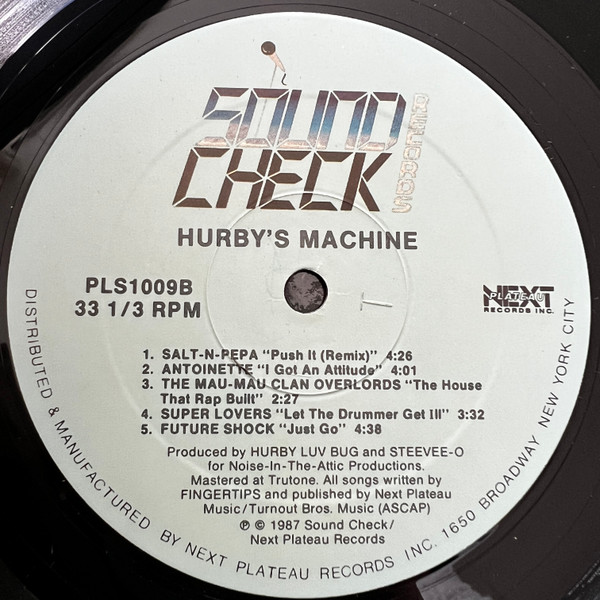 SOUND
CHECK
RECORDS
HURBY'S MACHINE
PLS1009B
33 1/3 RPM
NEXT
PLATEAU
RECORDS INC.
1. SALT-N-PEPA "Push It (Remix)" 4:26
2. ANTOINETTE "I Got An Attitude" 4:01
3. THE MAU-MAU CLAN OVERLORDS "The House
That Rap Built" 2:27
4. SUPER LOVERS "Let The Drummer Get III" 3:32
5. FUTURE SHOCK "Just Go" 4:38
Produced by HURBY LUV BUG and STEEVEE-O
for Noise-In-The-Attic Productions.
Mastered at Trutone. All songs written by
FINGERTIPS and published by Next Plateau
Music/Turnout Bros. Music (ASCAP)
℗ © 1987 Sound Check/
Next Plateau Records
DISTRIBUTED & MANUFACTURED BY NEXT PLATEAU RECORDS INC. 1650 BROADWAY NEW YORK CITY